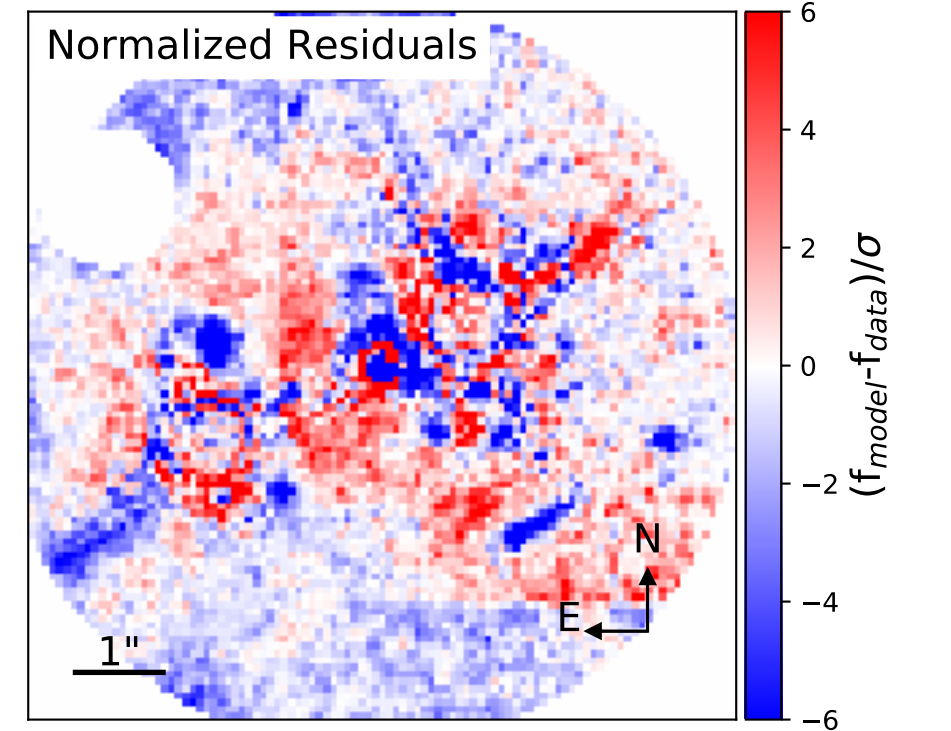 Normalized Residuals
6
4
2
0
−2
−4
−6
(f_model-f_data)/σ
N
E
1"